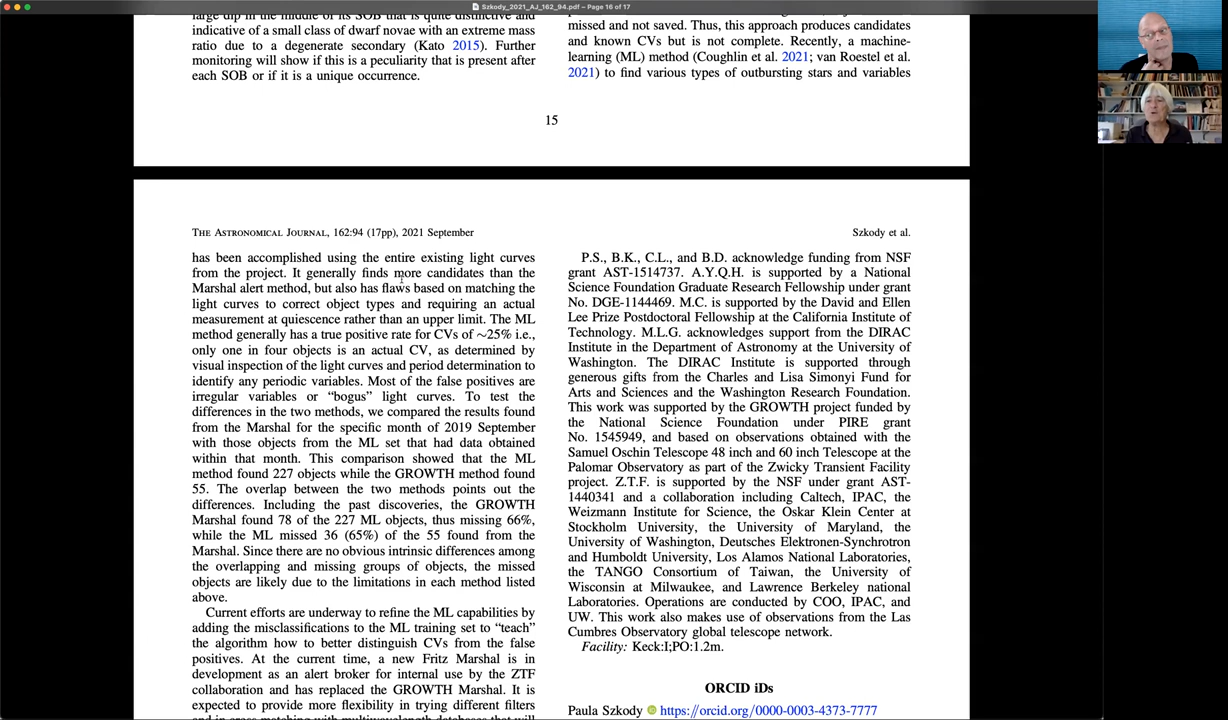 Szkody_2021_AJ_162_94.pdf – Page 16 of 17
large dip in the middle of its SOB that is quite distinctive and
indicative of a small class of dwarf novae with an extreme mass
ratio due to a degenerate secondary (Kato 2015). Further
monitoring will show if this is a peculiarity that is present after
each SOB or if it is a unique occurrence.
missed and not saved. Thus, this approach produces candidates
and known CVs but is not complete. Recently, a machine-
learning (ML) method (Coughlin et al. 2021; van Roestel et al.
2021) to find various types of outbursting stars and variables
15
THE ASTRONOMICAL JOURNAL, 162:94 (17pp), 2021 September
Szkody et al.
has been accomplished using the entire existing light curves
from the project. It generally finds more candidates than the
Marshal alert method, but also has flaws based on matching the
light curves to correct object types and requiring an actual
measurement at quiescence rather than an upper limit. The ML
method generally has a true positive rate for CVs of ~25% i.e.,
only one in four objects is an actual CV, as determined by
visual inspection of the light curves and period determination to
identify any periodic variables. Most of the false positives are
irregular variables or “bogus” light curves. To test the
differences in the two methods, we compared the results found
from the Marshal for the specific month of 2019 September
with those objects from the ML set that had data obtained
within that month. This comparison showed that the ML
method found 227 objects while the GROWTH method found
55. The overlap between the two methods points out the
differences. Including the past discoveries, the GROWTH
Marshal found 78 of the 227 ML objects, thus missing 66%,
while the ML missed 36 (65%) of the 55 found from the
Marshal. Since there are no obvious intrinsic differences among
the overlapping and missing groups of objects, the missed
objects are likely due to the limitations in each method listed
above.
Current efforts are underway to refine the ML capabilities by
adding the misclassifications to the ML training set to “teach”
the algorithm how to better distinguish CVs from the false
positives. At the current time, a new Fritz Marshal is in
development as an alert broker for internal use by the ZTF
collaboration and has replaced the GROWTH Marshal. It is
expected to provide more flexibility in trying different filters
and in cross matching with multiwavelength databases that will
P.S., B.K., C.L., and B.D. acknowledge funding from NSF
grant AST-1514737. A.Y.Q.H. is supported by a National
Science Foundation Graduate Research Fellowship under grant
No. DGE-1144469. M.C. is supported by the David and Ellen
Lee Prize Postdoctoral Fellowship at the California Institute of
Technology. M.L.G. acknowledges support from the DIRAC
Institute in the Department of Astronomy at the University of
Washington. The DIRAC Institute is supported through
generous gifts from the Charles and Lisa Simonyi Fund for
Arts and Sciences and the Washington Research Foundation.
This work was supported by the GROWTH project funded by
the National Science Foundation under PIRE grant
No. 1545949, and based on observations obtained with the
Samuel Oschin Telescope 48 inch and 60 inch Telescope at the
Palomar Observatory as part of the Zwicky Transient Facility
project. Z.T.F. is supported by the NSF under grant AST-
1440341 and a collaboration including Caltech, IPAC, the
Weizmann Institute for Science, the Oskar Klein Center at
Stockholm University, the University of Maryland, the
University of Washington, Deutsches Elektronen-Synchrotron
and Humboldt University, Los Alamos National Laboratories,
the TANGO Consortium of Taiwan, the University of
Wisconsin at Milwaukee, and Lawrence Berkeley national
Laboratories. Operations are conducted by COO, IPAC, and
UW. This work also makes use of observations from the Las
Cumbres Observatory global telescope network.
Facility: Keck:I;PO:1.2m.
ORCID iDs
Paula Szkody https://orcid.org/0000-0003-4373-7777